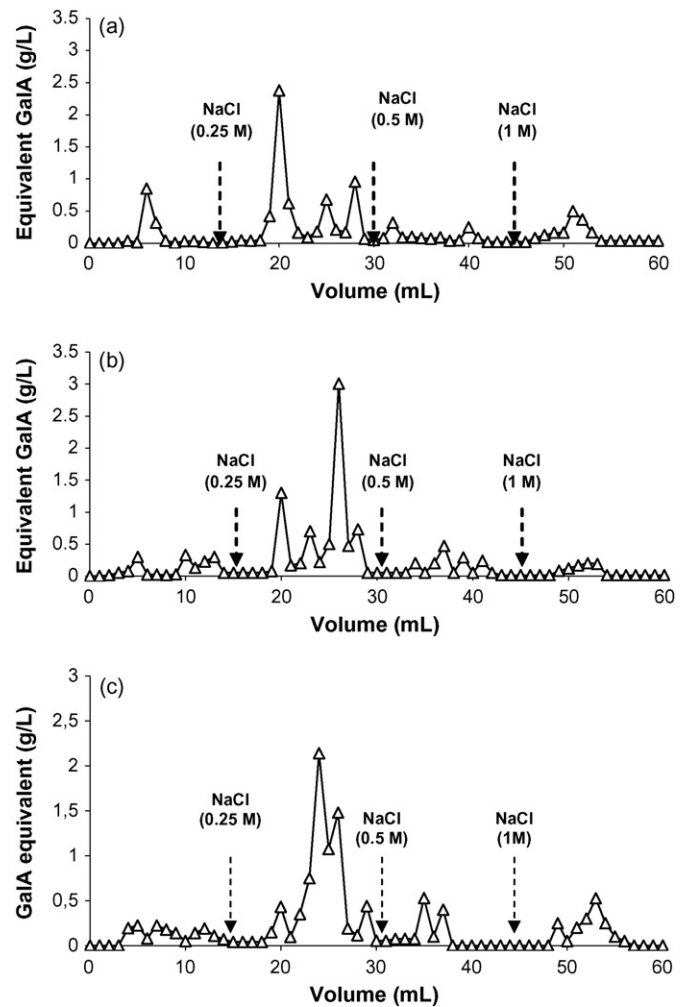 (a)
Equivalent GalA (g/L)
3.5
3
2.5
2
1.5
1
0.5
0
NaCl
(0.25 M)
NaCl
(0.5 M)
NaCl
(1 M)
0 10 20 30 40 50 60
Volume (mL)
(b)
Equivalent GalA (g/L)
3.5
3
2.5
2
1.5
1
0.5
0
NaCl
(0.25 M)
NaCl
(0.5 M)
NaCl
(1 M)
0 10 20 30 40 50 60
Volume (mL)
(c)
GalA equivalent (g/L)
3
2,5
2
1,5
1
0,5
0
NaCl
(0.25 M)
NaCl
(0.5 M)
NaCl
(1M)
0 10 20 30 40 50 60
Volume (mL)